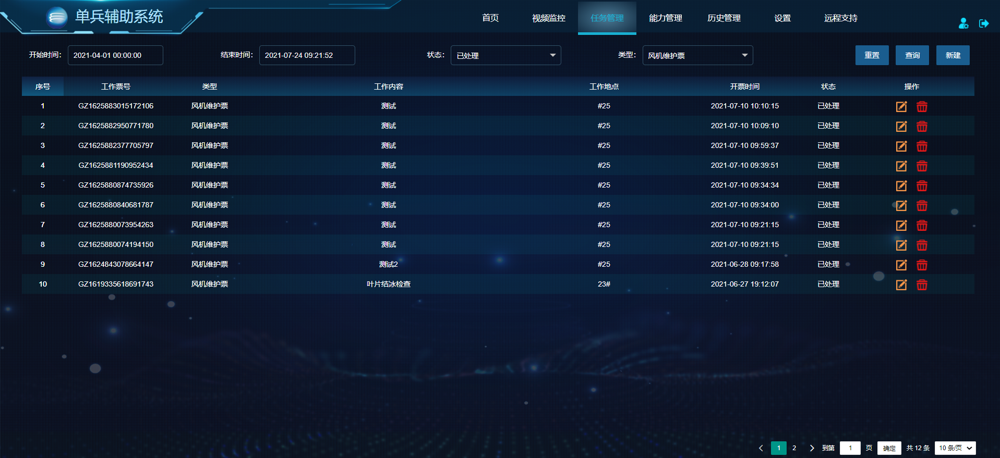 单兵辅助系统
首页 视频监控 任务管理 能力管理 历史管理 设置 远程支持
开始时间: 2021-04-01 00:00:00 结束时间: 2021-07-24 09:21:52 状态: 已处理 类型: 风机维护票 重置 查询 新建
序号 工作票号 类型 工作内容 工作地点 开票时间 状态 操作
1 GZ1625883015172106 风机维护票 测试 #25 2021-07-10 10:10:15 已处理
2 GZ1625882950771780 风机维护票 测试 #25 2021-07-10 10:09:10 已处理
3 GZ1625882377705797 风机维护票 测试 #25 2021-07-10 09:59:37 已处理
4 GZ1625881190952434 风机维护票 测试 #25 2021-07-10 09:39:51 已处理
5 GZ1625880874735926 风机维护票 测试 #25 2021-07-10 09:34:34 已处理
6 GZ1625880840681787 风机维护票 测试 #25 2021-07-10 09:34:00 已处理
7 GZ1625880073954263 风机维护票 测试 #25 2021-07-10 09:21:15 已处理
8 GZ1625880074194150 风机维护票 测试 #25 2021-07-10 09:21:15 已处理
9 GZ1624843078664147 风机维护票 测试2 #25 2021-06-28 09:17:58 已处理
10 GZ1619335618691743 风机维护票 叶片结冰检查 23# 2021-06-27 19:12:07 已处理
1 2 到第 1 页 确定 共 12 条 10 条/页